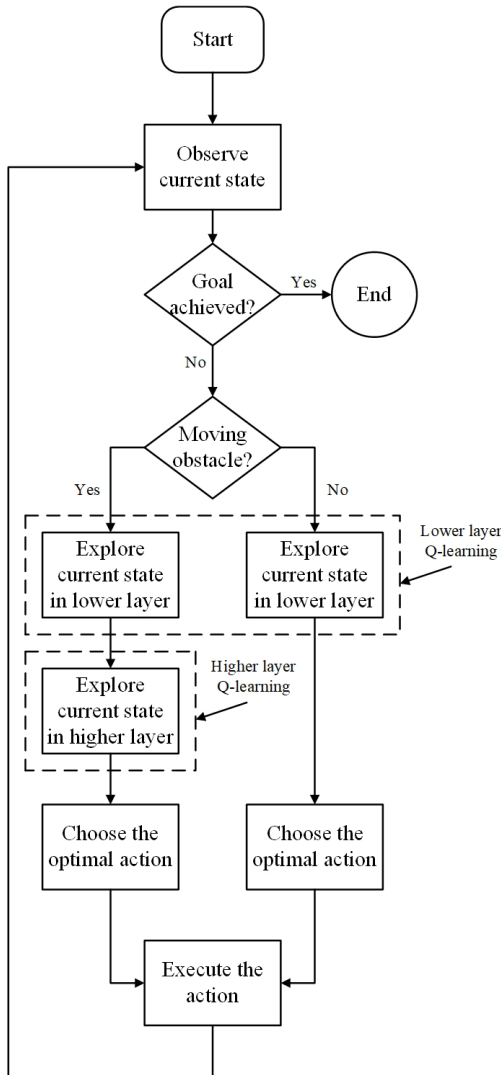 Start
Observe
current state
Goal
achieved?
Yes
End
No
Moving
obstacle?
Yes
No
Explore
current state
in lower layer
Explore
current state
in lower layer
Lower layer
Q-learning
Explore
current state
in higher layer
Higher layer
Q-learning
Choose the
optimal action
Choose the
optimal action
Execute the
action